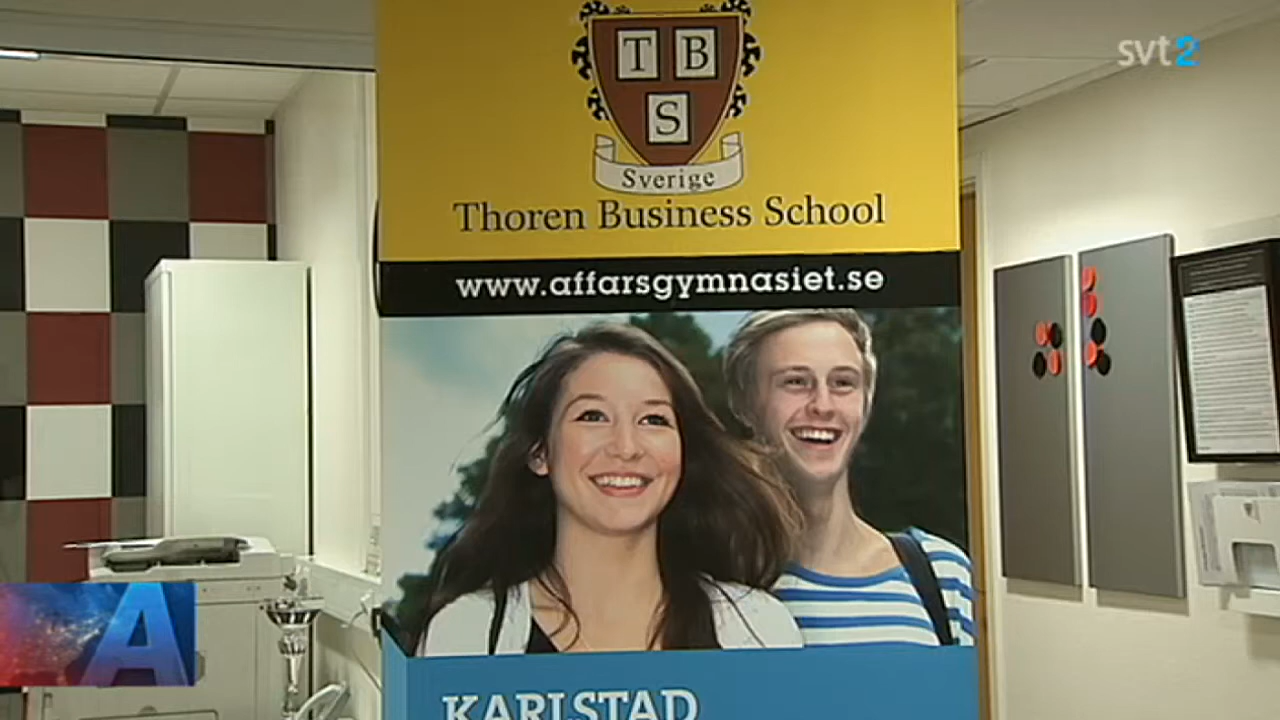 svt2
T B
S
Sverige
Thoren Business School
www.affarsgymnasiet.se
A
KARLSTAD